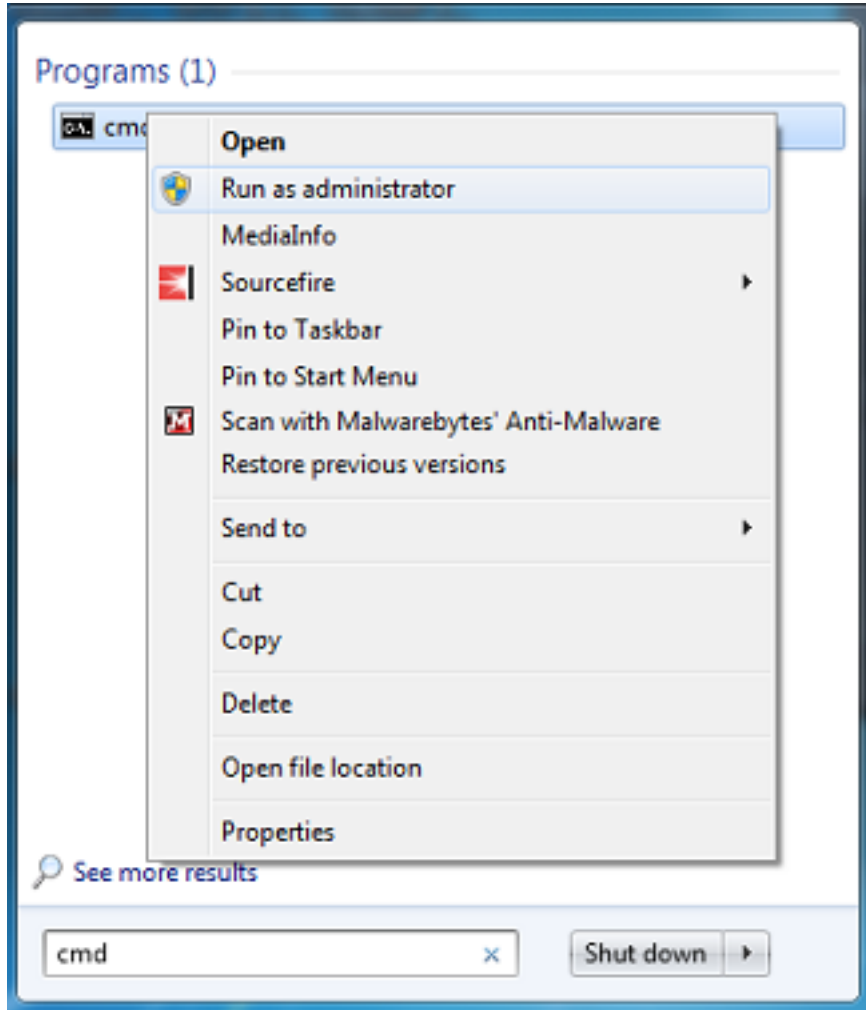 Programs (1)
cmd
Open
Run as administrator
MediaInfo
Sourcefire
Pin to Taskbar
Pin to Start Menu
Scan with Malwarebytes' Anti-Malware
Restore previous versions
Send to
Cut
Copy
Delete
Open file location
Properties
See more results
cmd
Shut down